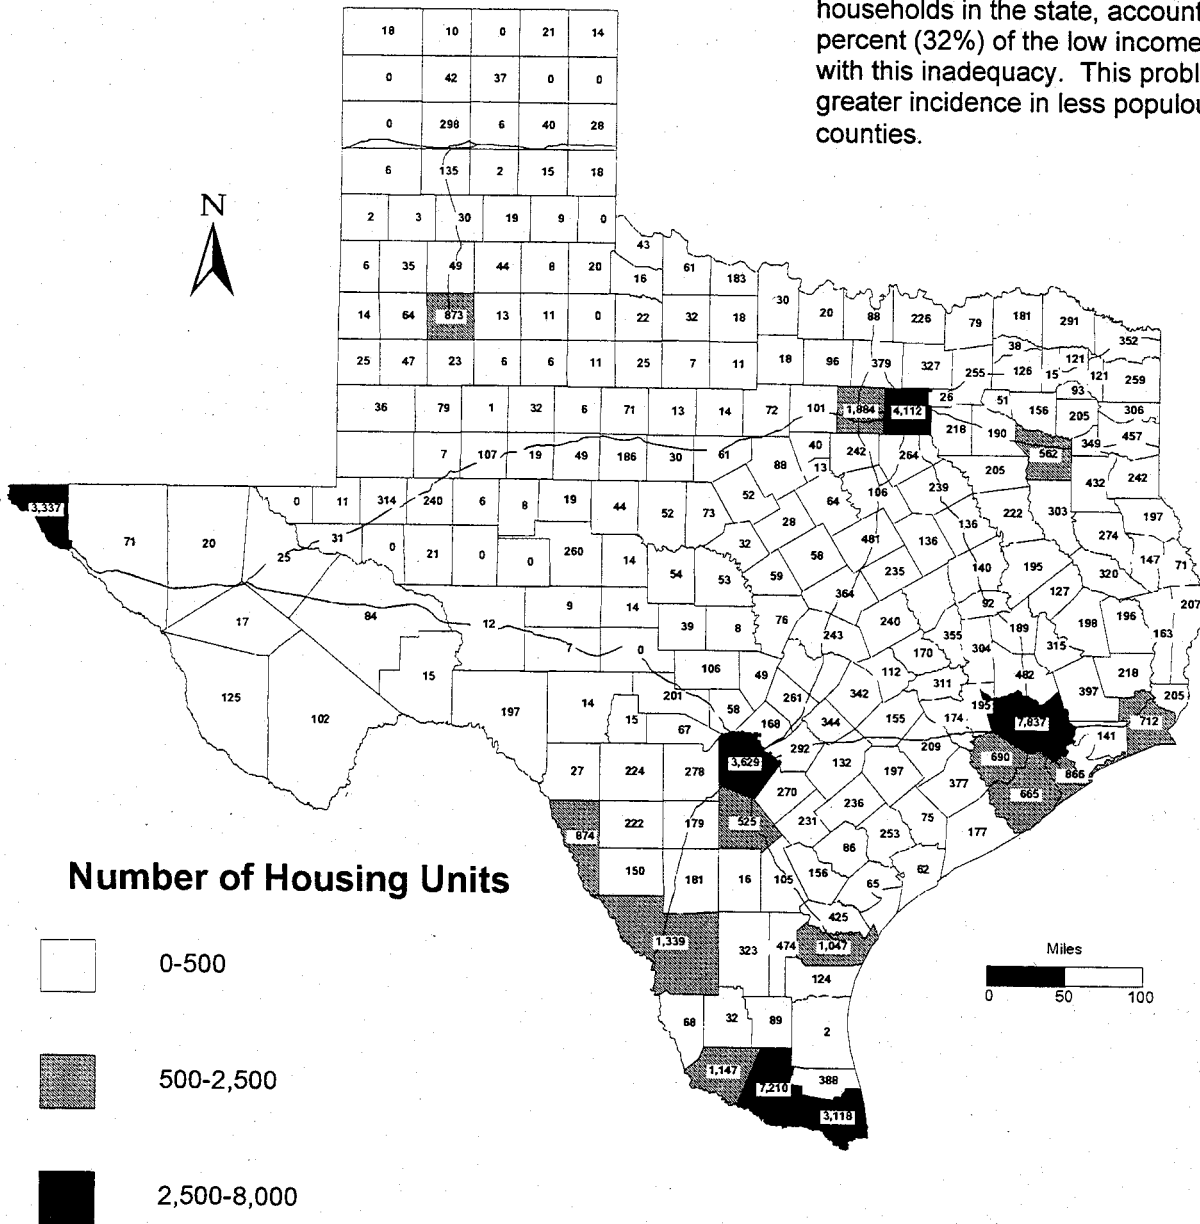 households in the state, account
percent (32%) of the low income
with this inadequacy. This probl
greater incidence in less populou
counties.
18 10 0 21 14
0 42 37 0 0
0 298 6 40 28
6 135 2 15 18
N
2 3 30 19 9 0
43
6 35 49 44 8 20 16 61 183
14 64 873 13 11 0 22 32 18 30 20 88 226 79 181 291 352
25 47 23 6 6 11 25 7 11 18 96 379 327 255 38 126 15 121 121 259
36 79 1 32 6 71 13 14 72 101 1,884 4,112 26 51 156 93 205 306
7 107 19 49 186 30 61 88 40 13 242 264 218 190 562 349 457
3,337 71 20 0 11 314 240 6 8 19 44 52 73 52 28 64 106 239 205 222 303 432 242
25 31 0 21 0 0 260 14 54 53 32 59 58 481 136 136 274 197
17 84 12 9 14 39 8 76 364 235 140 195 320 147 71
125 102 15 7 0 106 49 243 240 92 127 196 207
197 14 15 201 67 58 261 342 170 355 304 189 315 198 163
168 344 112 311 482 397 218 205
27 224 278 3,629 292 155 174 195 7,837 712
270 132 197 209 690 141
874 222 179 525 231 236 377 665 866
86 253 75 177
Number of Housing Units
150 181 16 105 156 65 62
425
0-500
1,339 323 474 1,047
124
Miles
0 50 100
68 32 89 2
500-2,500
1,147 7,210 388
3,118
2,500-8,000